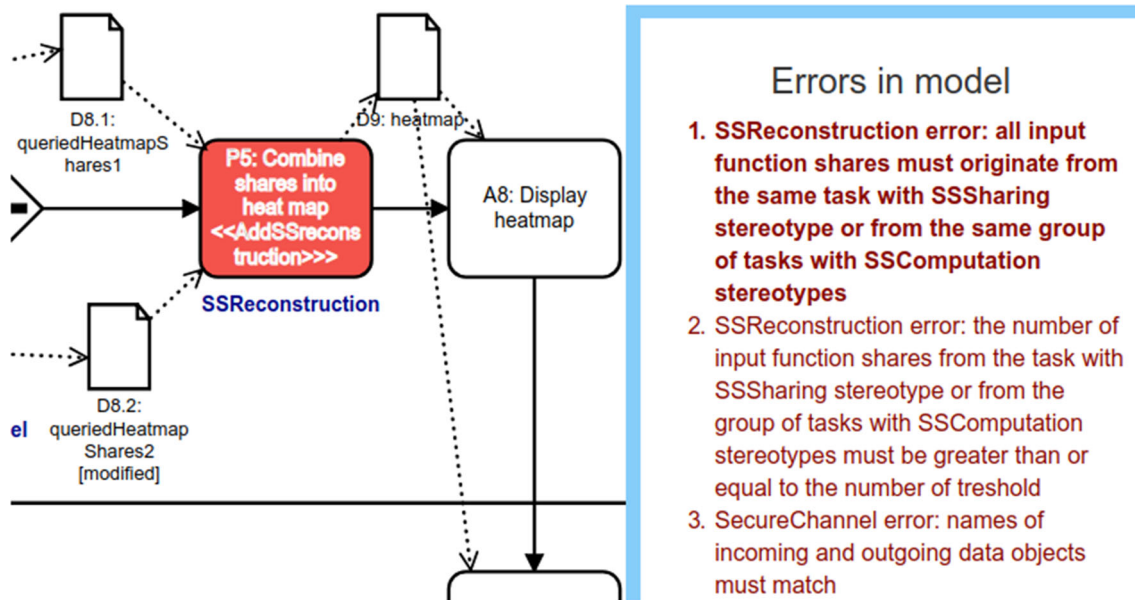 D8.1:
queriedHeatmapS
hares1
D9: heatmap
P5: Combine
shares into
heat map
<<AddSSrecons
truction>>>
SSReconstruction
A8: Display
heatmap
D8.2:
queriedHeatmap
Shares2
[modified]
el
Errors in model
1. SSReconstruction error: all input
function shares must originate from
the same task with SSSharing
stereotype or from the same group
of tasks with SSComputation
stereotypes
2. SSReconstruction error: the number of
input function shares from the task with
SSSharing stereotype or from the
group of tasks with SSComputation
stereotypes must be greater than or
equal to the number of treshold
3. SecureChannel error: names of
incoming and outgoing data objects
must match